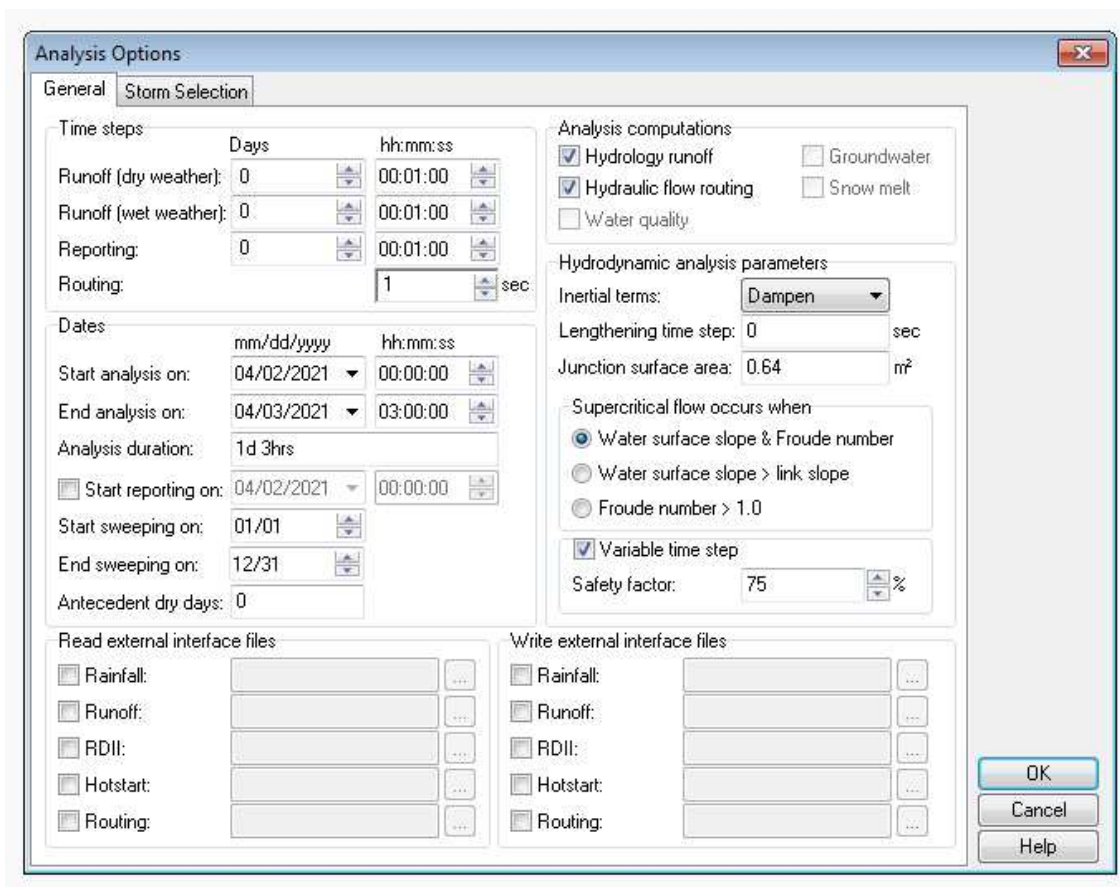 Analysis Options
General
Storm Selection
Time steps
Days hh:mm:ss
Runoff (dry weather): 0 00:01:00
Runoff (wet weather): 0 00:01:00
Reporting: 0 00:01:00
Routing: 1 sec
Dates
mm/dd/yyyy hh:mm:ss
Start analysis on: 04/02/2021 00:00:00
End analysis on: 04/03/2021 03:00:00
Analysis duration: 1d 3hrs
Start reporting on: 04/02/2021 00:00:00
Start sweeping on: 01/01
End sweeping on: 12/31
Antecedent dry days: 0
Analysis computations
Hydrology runoff Groundwater
Hydraulic flow routing Snow melt
Water quality
Hydrodynamic analysis parameters
Inertial terms: Dampen
Lengthening time step: 0 sec
Junction surface area: 0.64 m²
Supercritical flow occurs when
Water surface slope & Froude number
Water surface slope > link slope
Froude number > 1.0
Variable time step
Safety factor: 75 %
Read external interface files
Rainfall: ...
Runoff: ...
RDII: ...
Hotstart: ...
Routing: ...
Write external interface files
Rainfall: ...
Runoff: ...
RDII: ...
Hotstart: ...
Routing: ...
OK
Cancel
Help